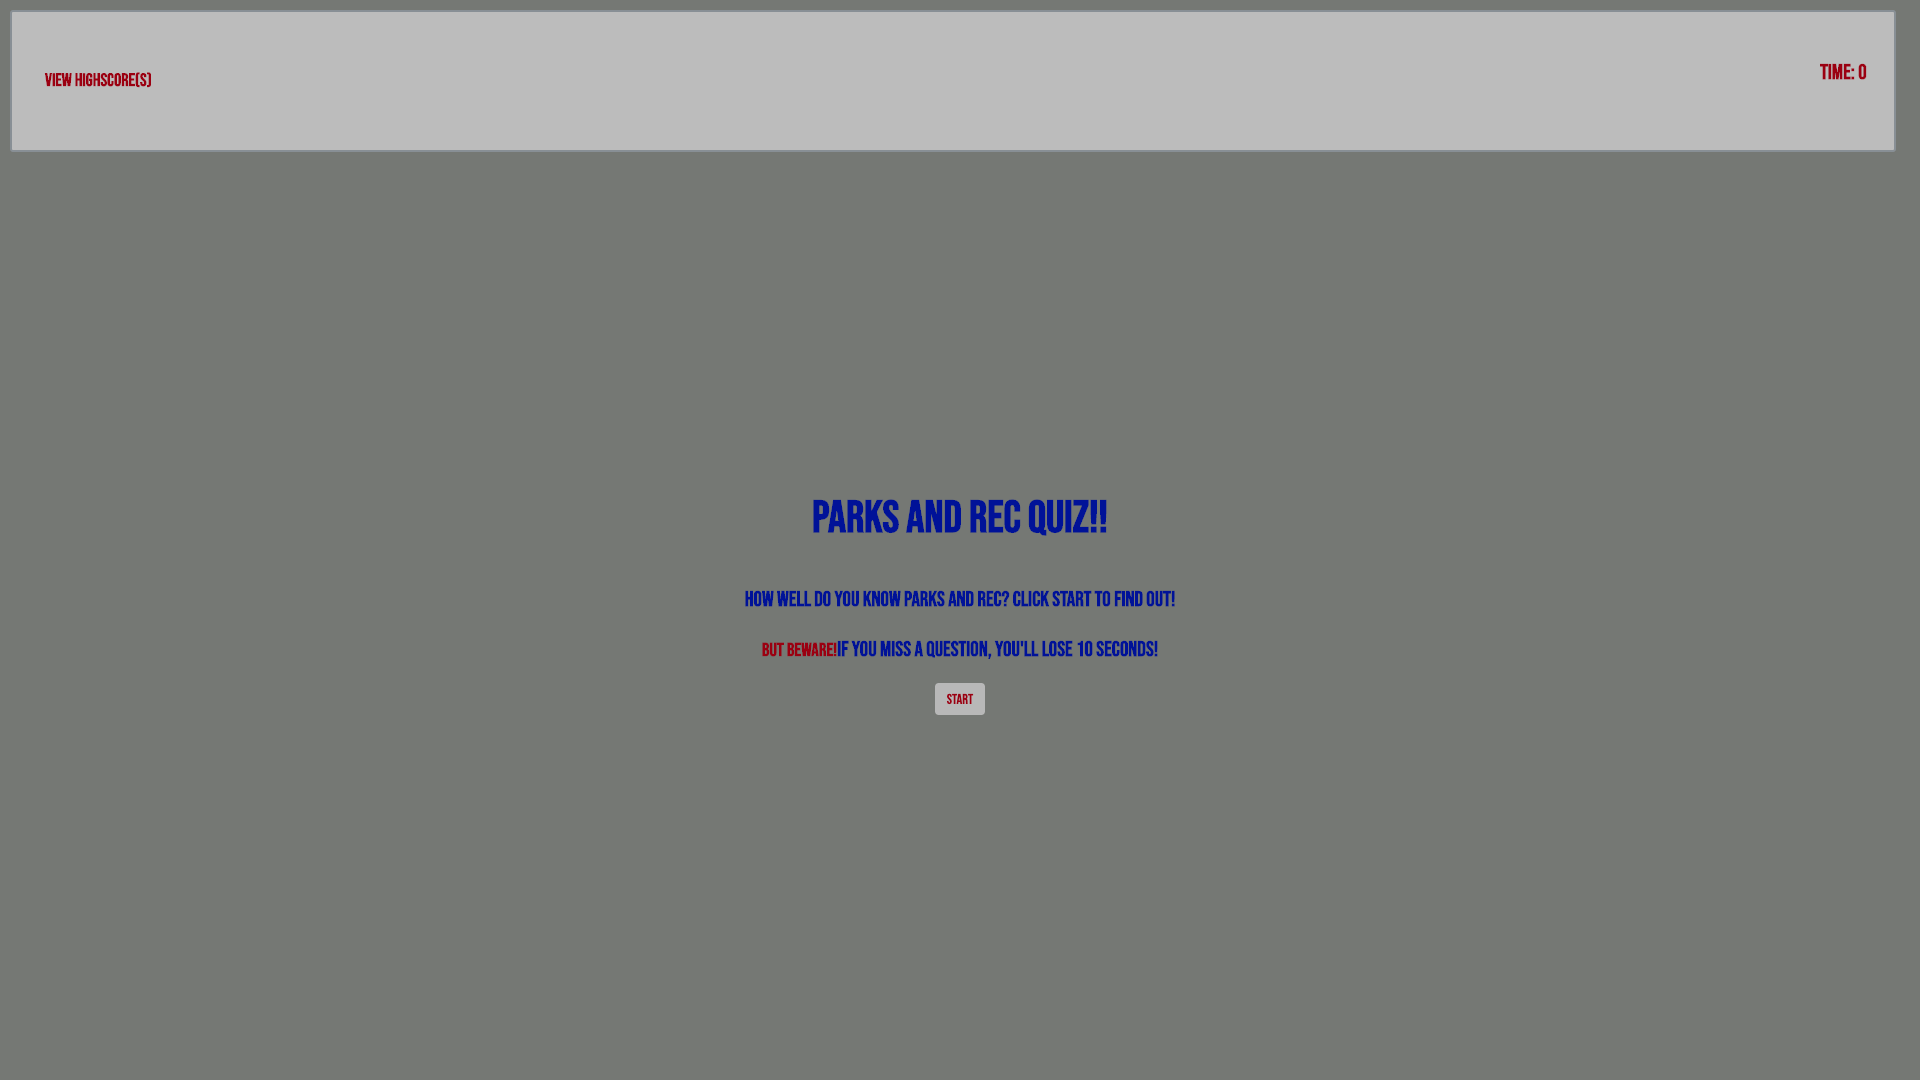 VIEW HIGHSCORE(S)
TIME: 0
PARKS AND REC QUIZ!!
HOW WELL DO YOU KNOW PARKS AND REC? CLICK START TO FIND OUT!
BUT BEWARE!IF YOU MISS A QUESTION, YOU'LL LOSE 10 SECONDS!
START